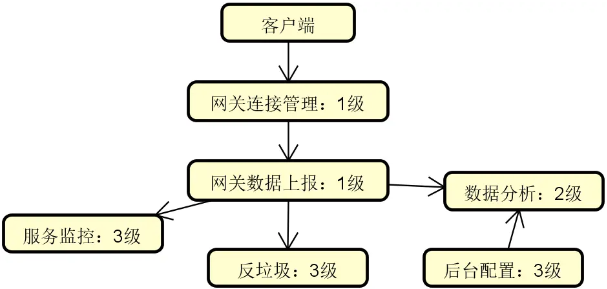 客户端
网关连接管理：1级
网关数据上报：1级
数据分析：2级
服务监控：3级
反垃圾：3级
后台配置：3级